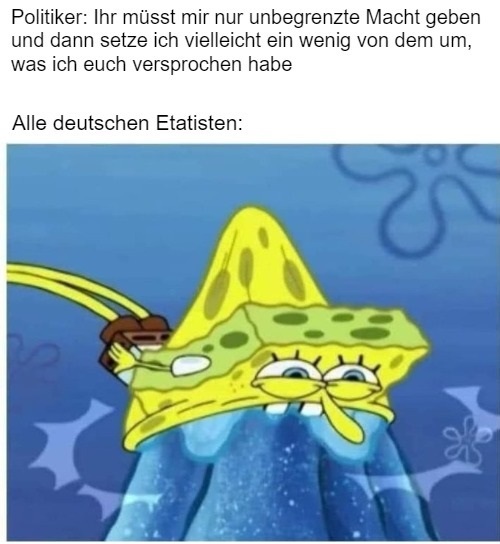 Politiker: Ihr müsst mir nur unbegrenzte Macht geben
und dann setze ich vielleicht ein wenig von dem um,
was ich euch versprochen habe
Alle deutschen Etatisten: